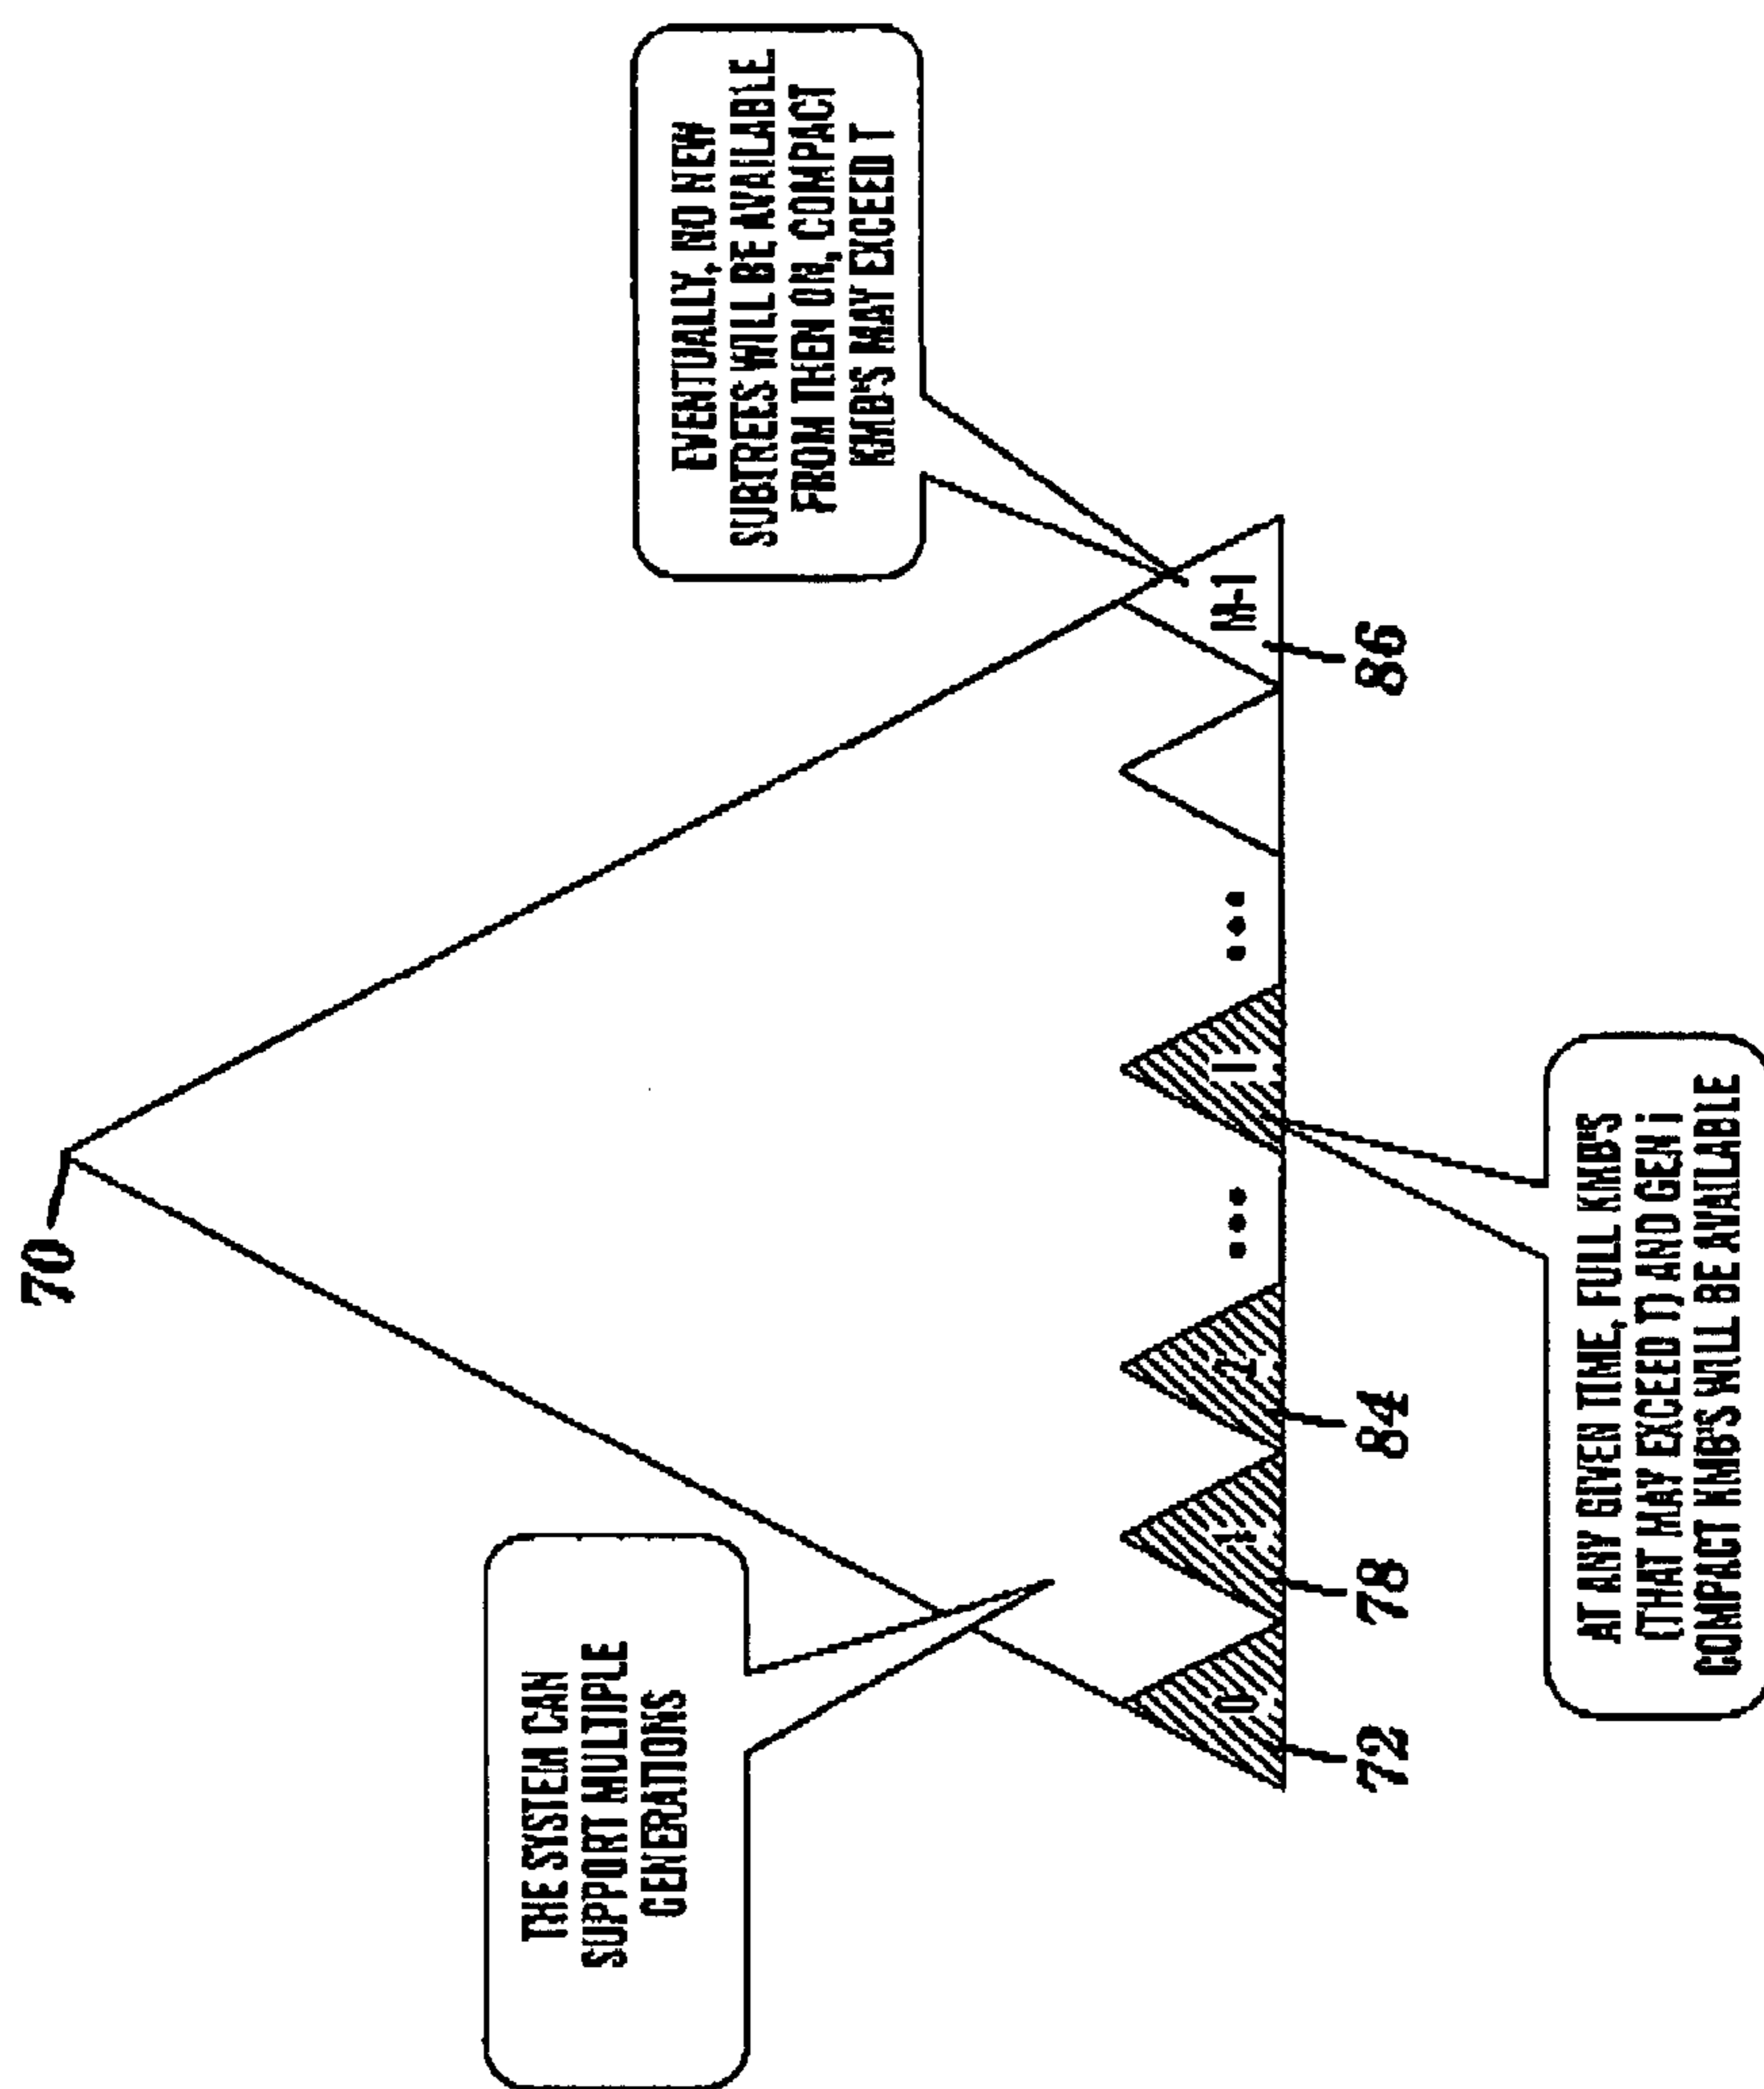 70
THE SYSTEM CAN
SUPPORT MULTIPLE
GENERATIONS
EVENTUALLY, NO NEW
SUBTREES WILL BE AVAILABLE
FROM THEN ON, COMPACT
KMB'S MAY EXCEED T
0
1
2
...
I
...
M-1
72
78
84
86
AT ANY GIVEN TIME, FULL KMB'S
(THAT MAY EXCEED T) AND GEN I
COMPACT KMB'S WILL BE AVAILABLE